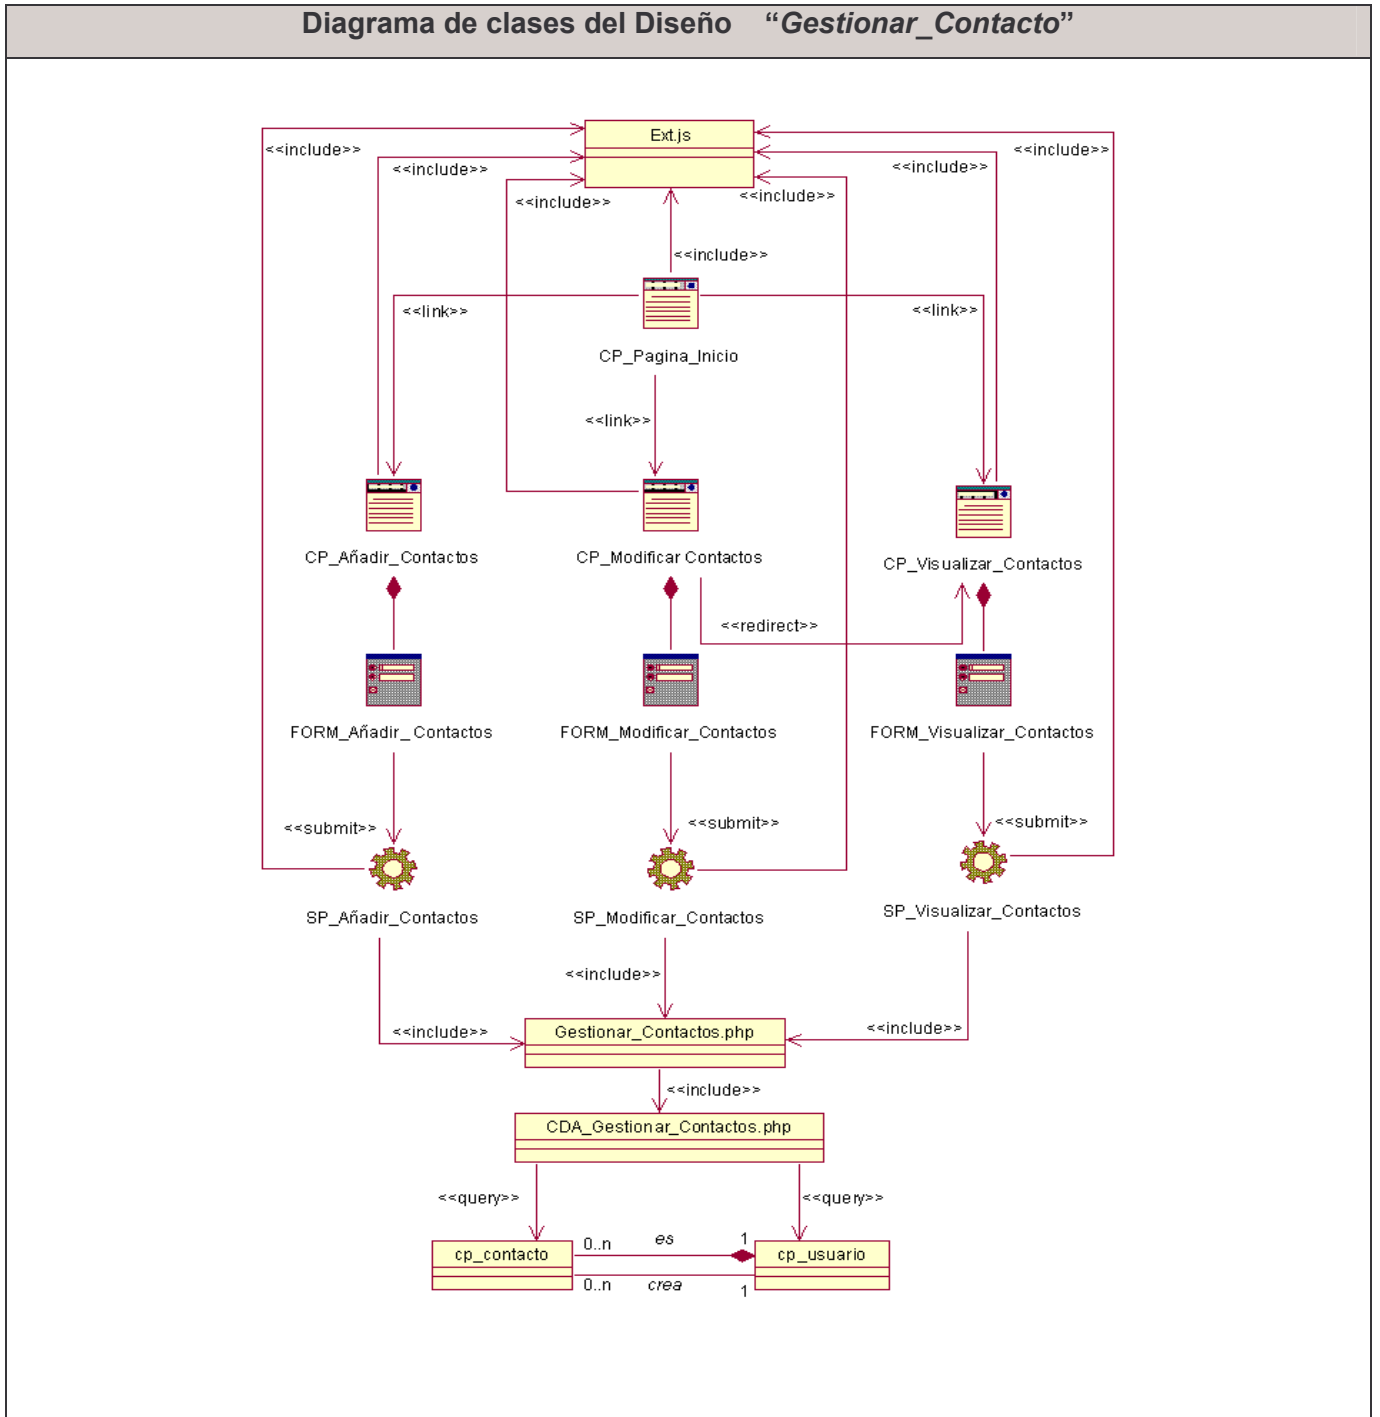 Diagrama de clases del Diseño “Gestionar_Contacto”
Ext.js
<<include>>
<<include>>
<<include>>
<<include>>
<<include>>
<<include>>
<<include>>
<<link>>
<<link>>
CP_Pagina_Inicio
<<link>>
CP_Añadir_Contactos
CP_Modificar Contactos
CP_Visualizar_Contactos
<<redirect>>
FORM_Añadir_ Contactos
FORM_Modificar_Contactos
FORM_Visualizar_Contactos
<<submit>>
<<submit>>
<<submit>>
SP_Añadir_Contactos
SP_Modificar_Contactos
SP_Visualizar_Contactos
<<include>>
<<include>>
<<include>>
Gestionar_Contactos.php
<<include>>
CDA_Gestionar_Contactos.php
<<query>>
<<query>>
cp_contacto
0..n
es
1
cp_usuario
0..n
crea
1